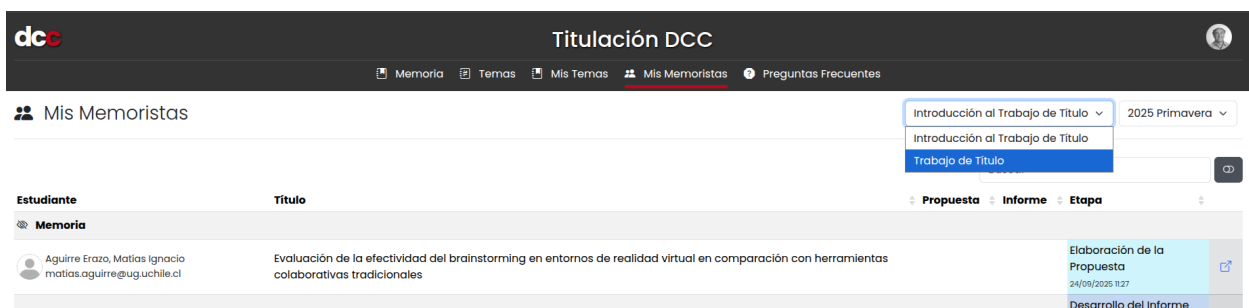 dcc
Titulación DCC
Memoria Temas Mis Temas Mis Memoristas Preguntas Frecuentes
Mis Memoristas
Introducción al Trabajo de Título 2025 Primavera
Introducción al Trabajo de Título
Trabajo de Título
Estudiante Título Propuesta Informe Etapa
Memoria
Aguirre Erazo, Matías Ignacio
matias.aguirre@ug.uchile.cl
Evaluación de la efectividad del brainstorming en entornos de realidad virtual en comparación con herramientas
colaborativas tradicionales
Elaboración de la
Propuesta
24/09/2025 11:27
Desarrollo del Informe